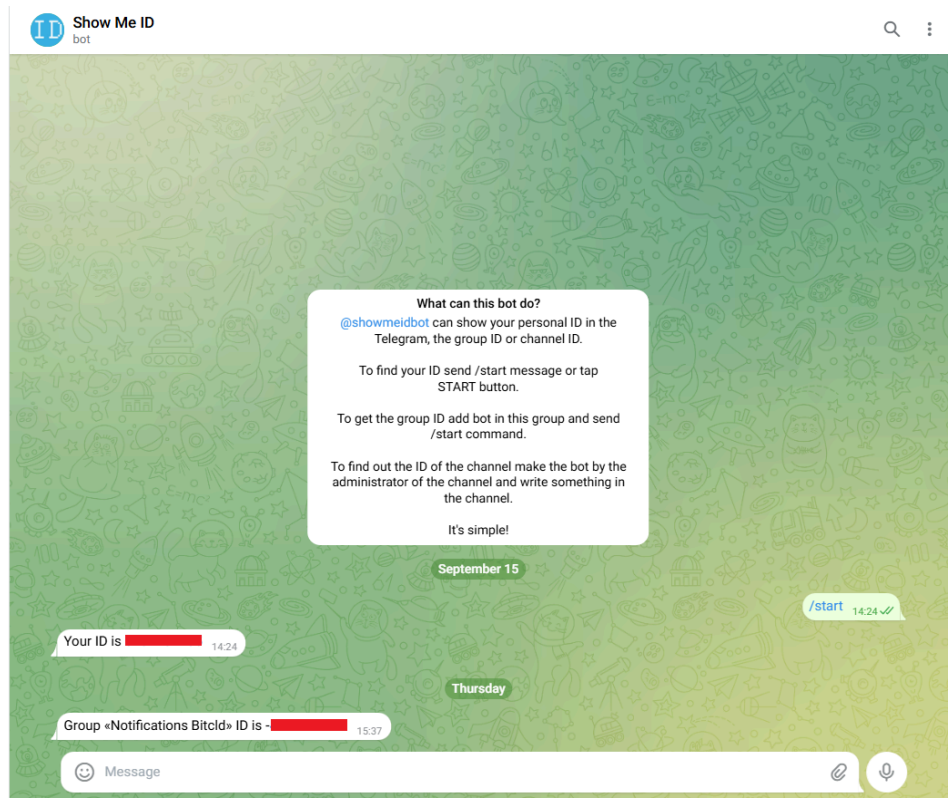 ID
Show Me ID
bot
What can this bot do?
@showmeidbot can show your personal ID in the
Telegram, the group ID or channel ID.
To find your ID send /start message or tap
START button.
To get the group ID add bot in this group and send
/start command.
To find out the ID of the channel make the bot by the
administrator of the channel and write something in
the channel.
It's simple!
September 15
/start 14:24
Your ID is 14:24
Thursday
Group «Notifications Bitcld» ID is - 15:37
Message